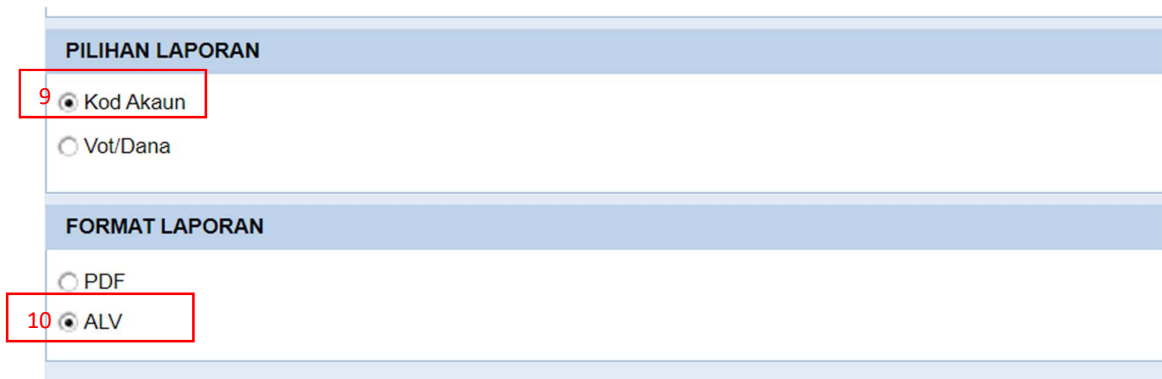 PILIHAN LAPORAN
9 Kod Akaun
Vot/Dana
FORMAT LAPORAN
PDF
10 ALV